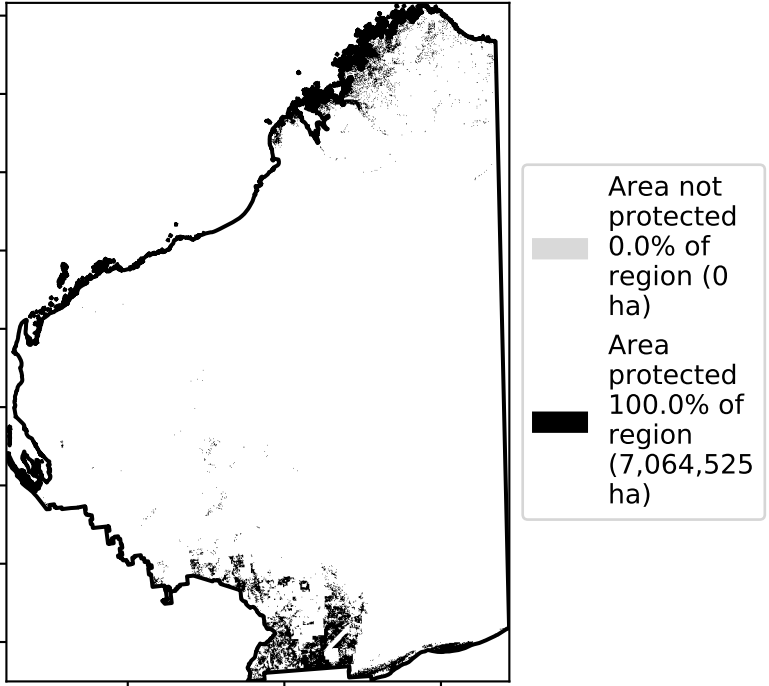 Area not
protected
0.0% of
region (0
ha)
Area
protected
100.0% of
region
(7,064,525
ha)